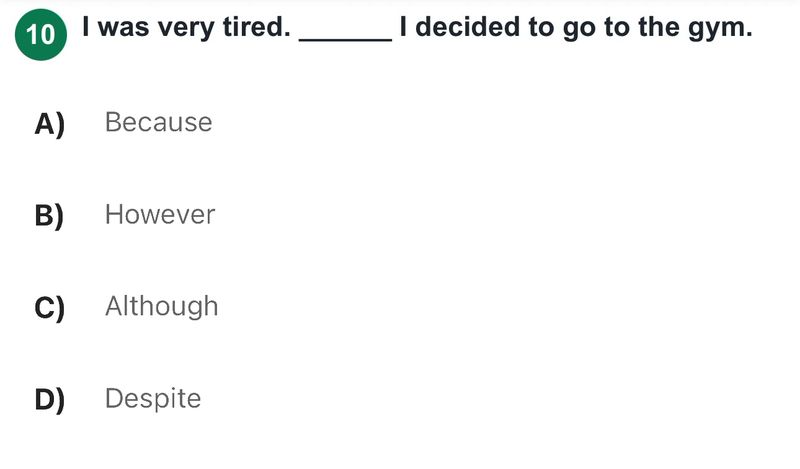 10 I was very tired. ______ I decided to go to the gym.
A) Because
B) However
C) Although
D) Despite